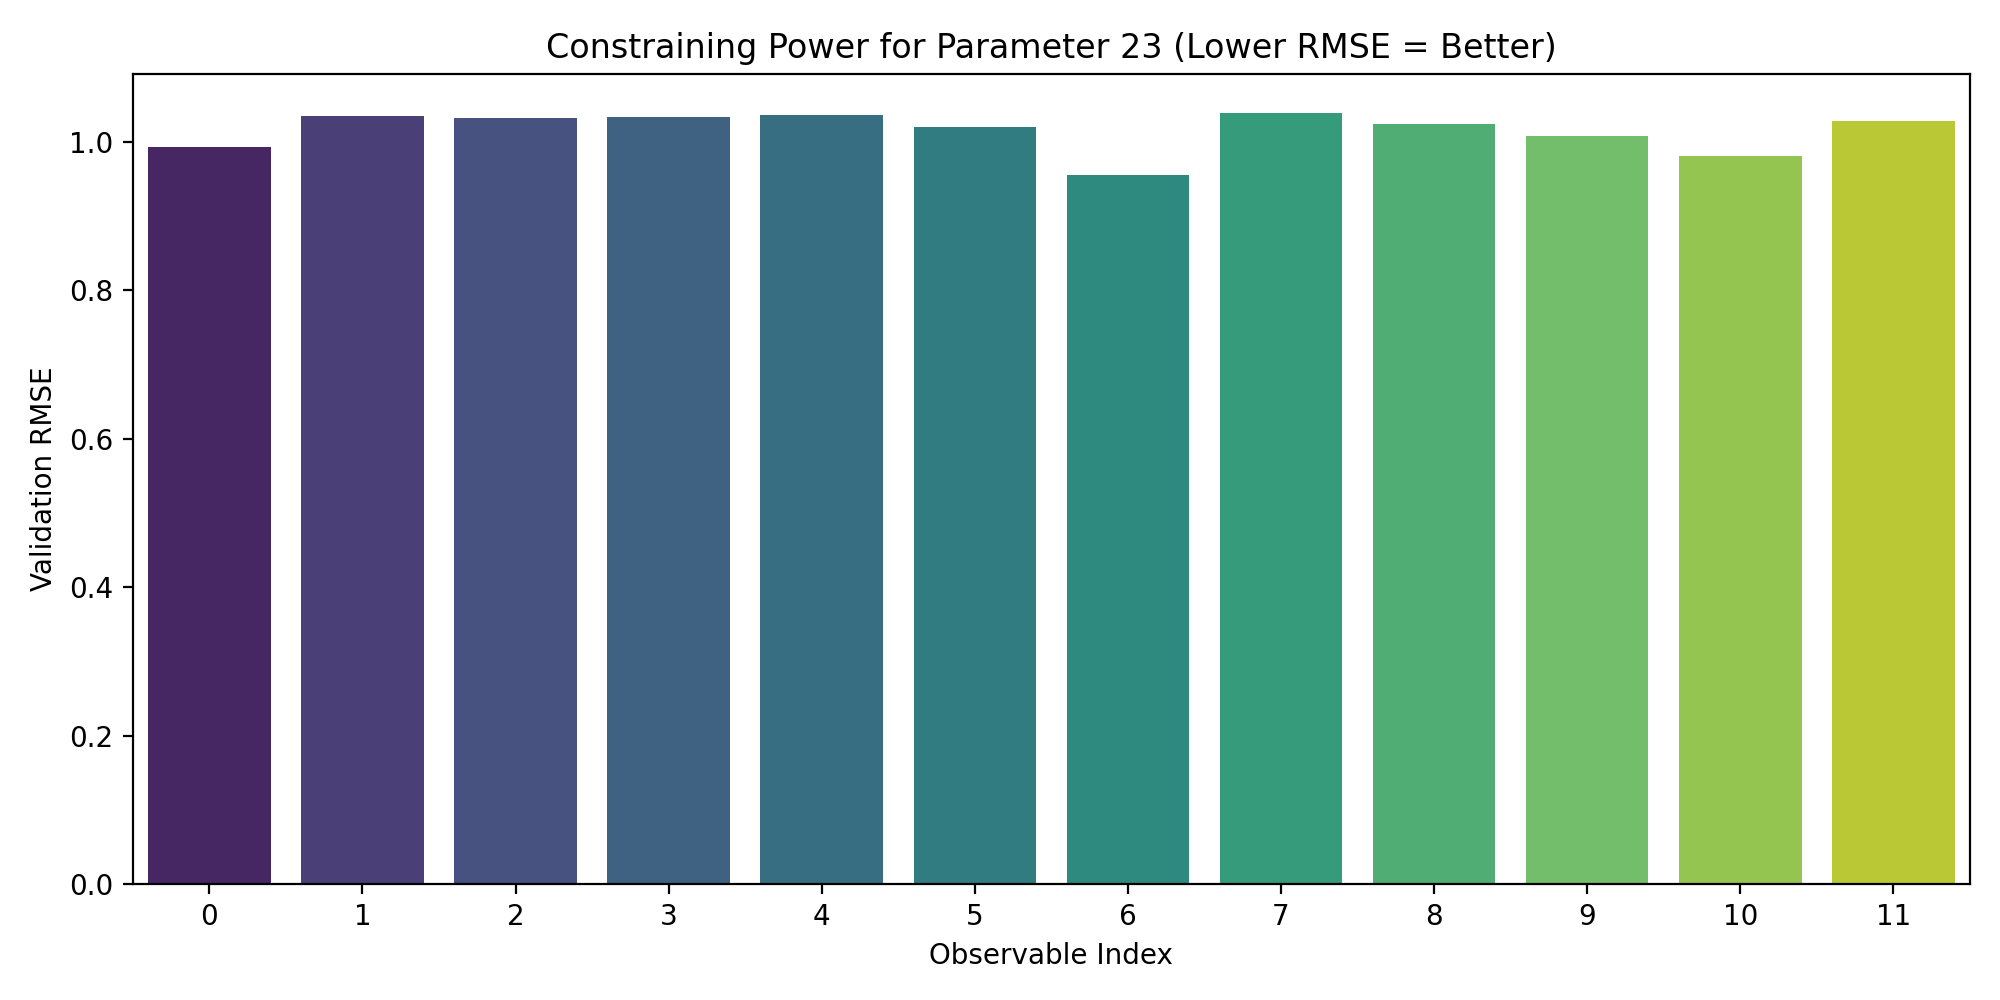 Constraining Power for Parameter 23 (Lower RMSE = Better)
1.0
0.8
0.6
0.4
0.2
0.0
Validation RMSE
0 1 2 3 4 5 6 7 8 9 10 11
Observable Index